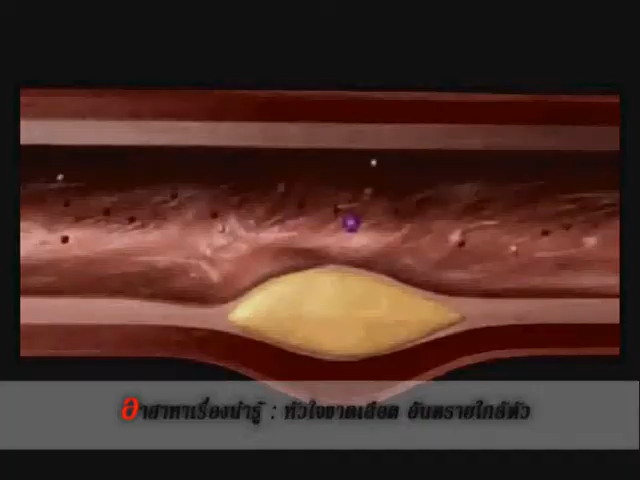 อาสาหาเรื่องน่ารู้ : หัวใจขาดเลือด อันตรายใกล้ตัว